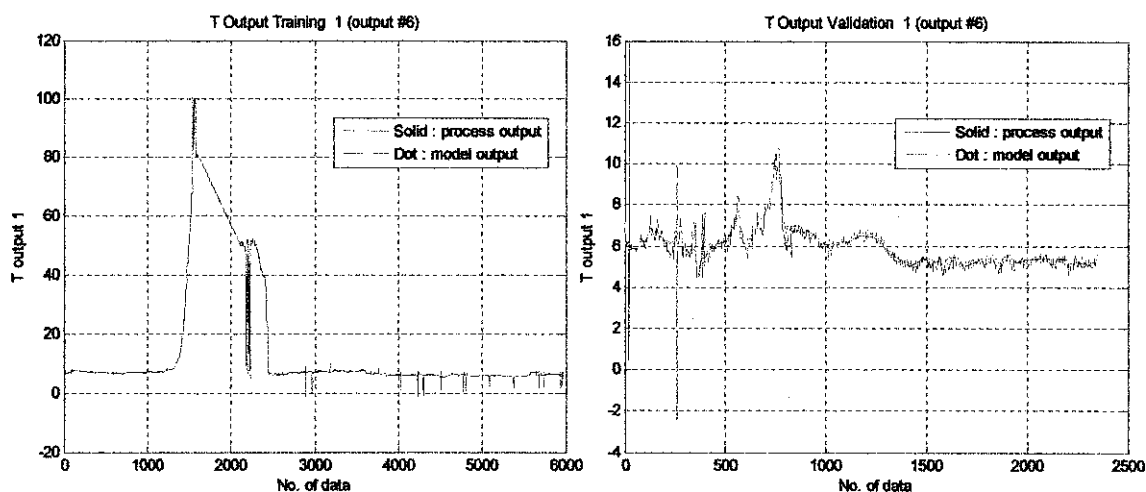 T Output Training 1 (output #6)
120
100
80
60
40
20
0
-20
T output 1
Solid : process output
Dot : model output
0 1000 2000 3000 4000 5000 6000
No. of data
T Output Validation 1 (output #6)
16
14
12
10
8
6
4
2
0
-2
-4
T output 1
Solid : process output
Dot : model output
0 500 1000 1500 2000 2500
No. of data